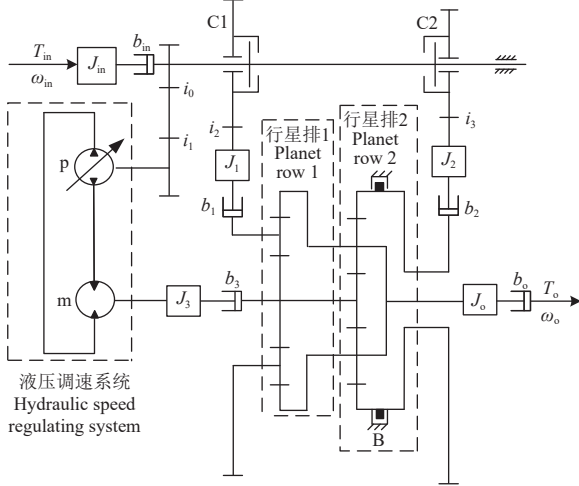 C1
C2
T_in
ω_in
J_in
b_in
i_0
i_1
i_2
i_3
p
m
J_1
b_1
J_2
b_2
行星排1
Planet
row 1
行星排2
Planet
row 2
J_3
b_3
J_o
b_o
T_o
ω_o
B
液压调速系统
Hydraulic speed
regulating system